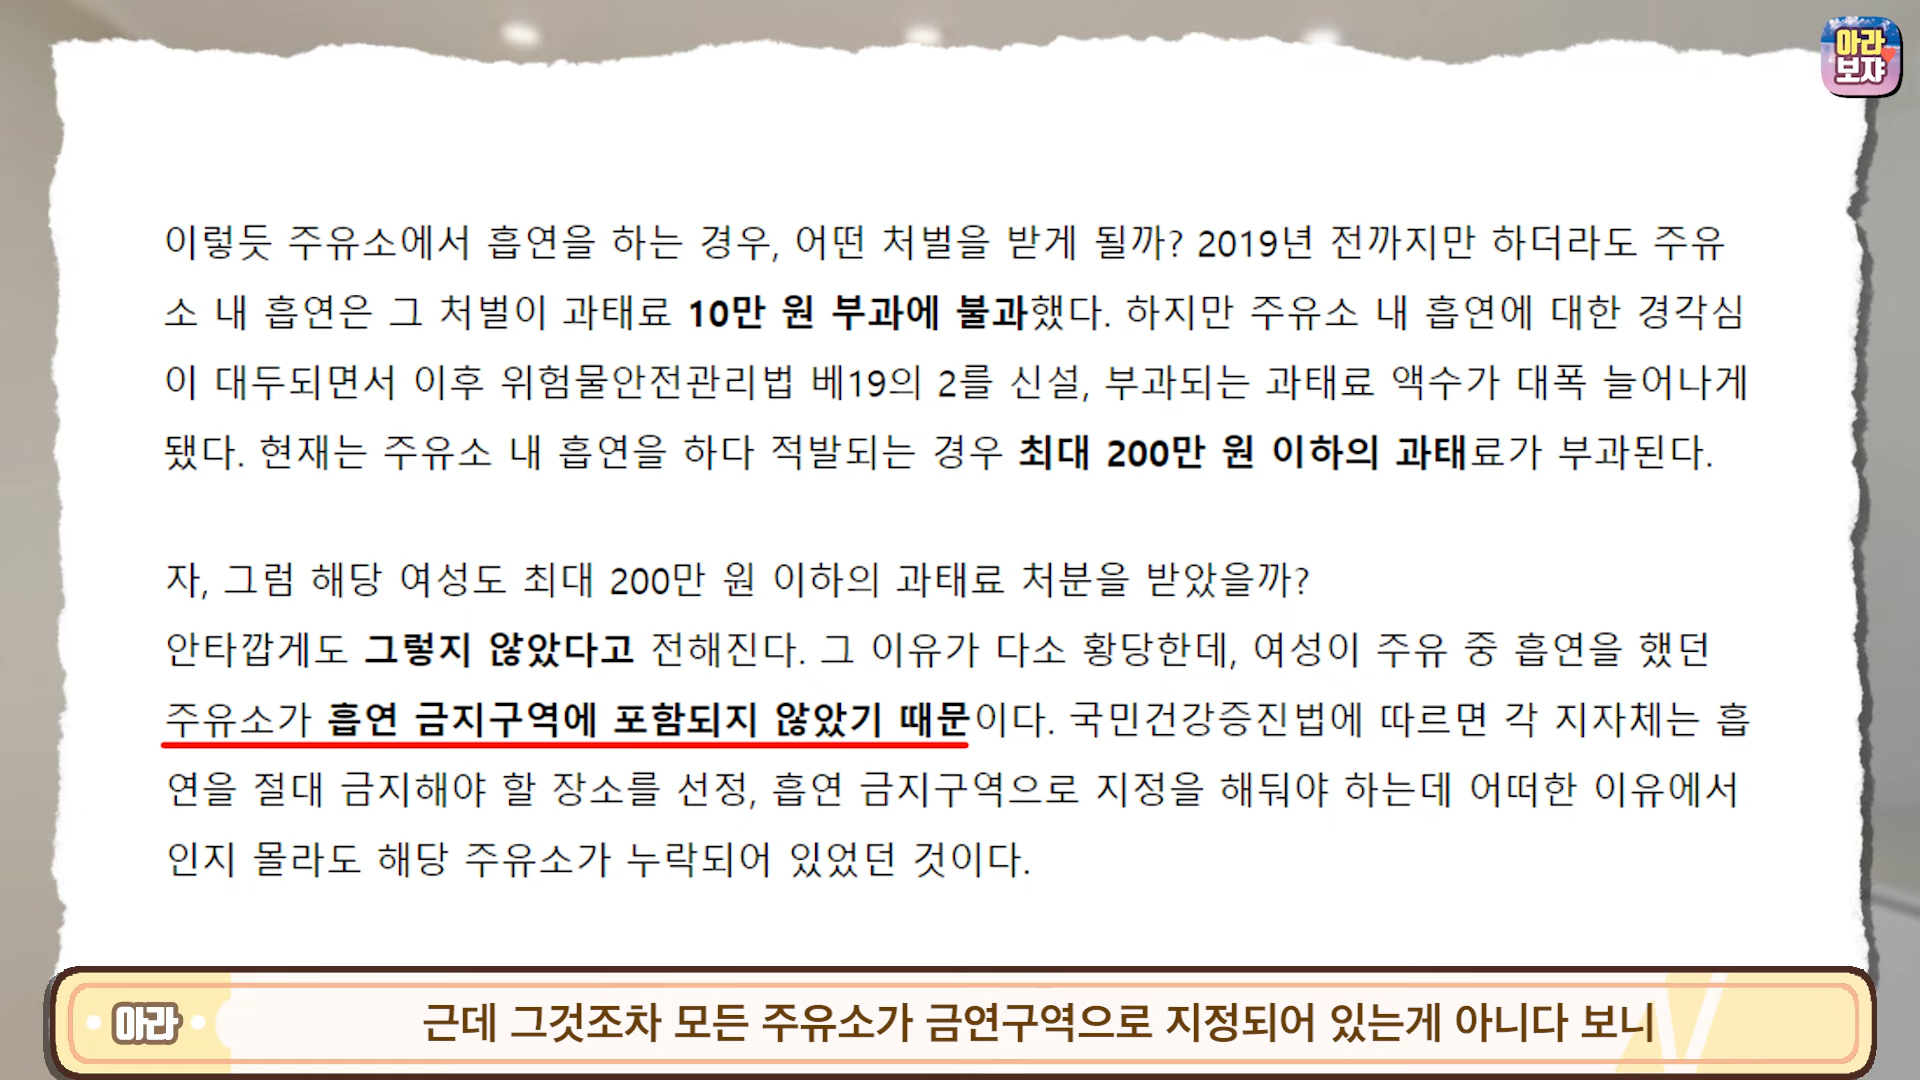 아라
보쟈
이렇듯 주유소에서 흡연을 하는 경우, 어떤 처벌을 받게 될까? 2019년 전까지만 하더라도 주유
소 내 흡연은 그 처벌이 과태료 10만 원 부과에 불과했다. 하지만 주유소 내 흡연에 대한 경각심
이 대두되면서 이후 위험물안전관리법 베19의 2를 신설, 부과되는 과태료 액수가 대폭 늘어나게
됐다. 현재는 주유소 내 흡연을 하다 적발되는 경우 최대 200만 원 이하의 과태료가 부과된다.
자, 그럼 해당 여성도 최대 200만 원 이하의 과태료 처분을 받았을까?
안타깝게도 그렇지 않았다고 전해진다. 그 이유가 다소 황당한데, 여성이 주유 중 흡연을 했던
주유소가 흡연 금지구역에 포함되지 않았기 때문이다. 국민건강증진법에 따르면 각 지자체는 흡
연을 절대 금지해야 할 장소를 선정, 흡연 금지구역으로 지정을 해둬야 하는데 어떠한 이유에서
인지 몰라도 해당 주유소가 누락되어 있었던 것이다.
아라
근데 그것조차 모든 주유소가 금연구역으로 지정되어 있는게 아니다 보니